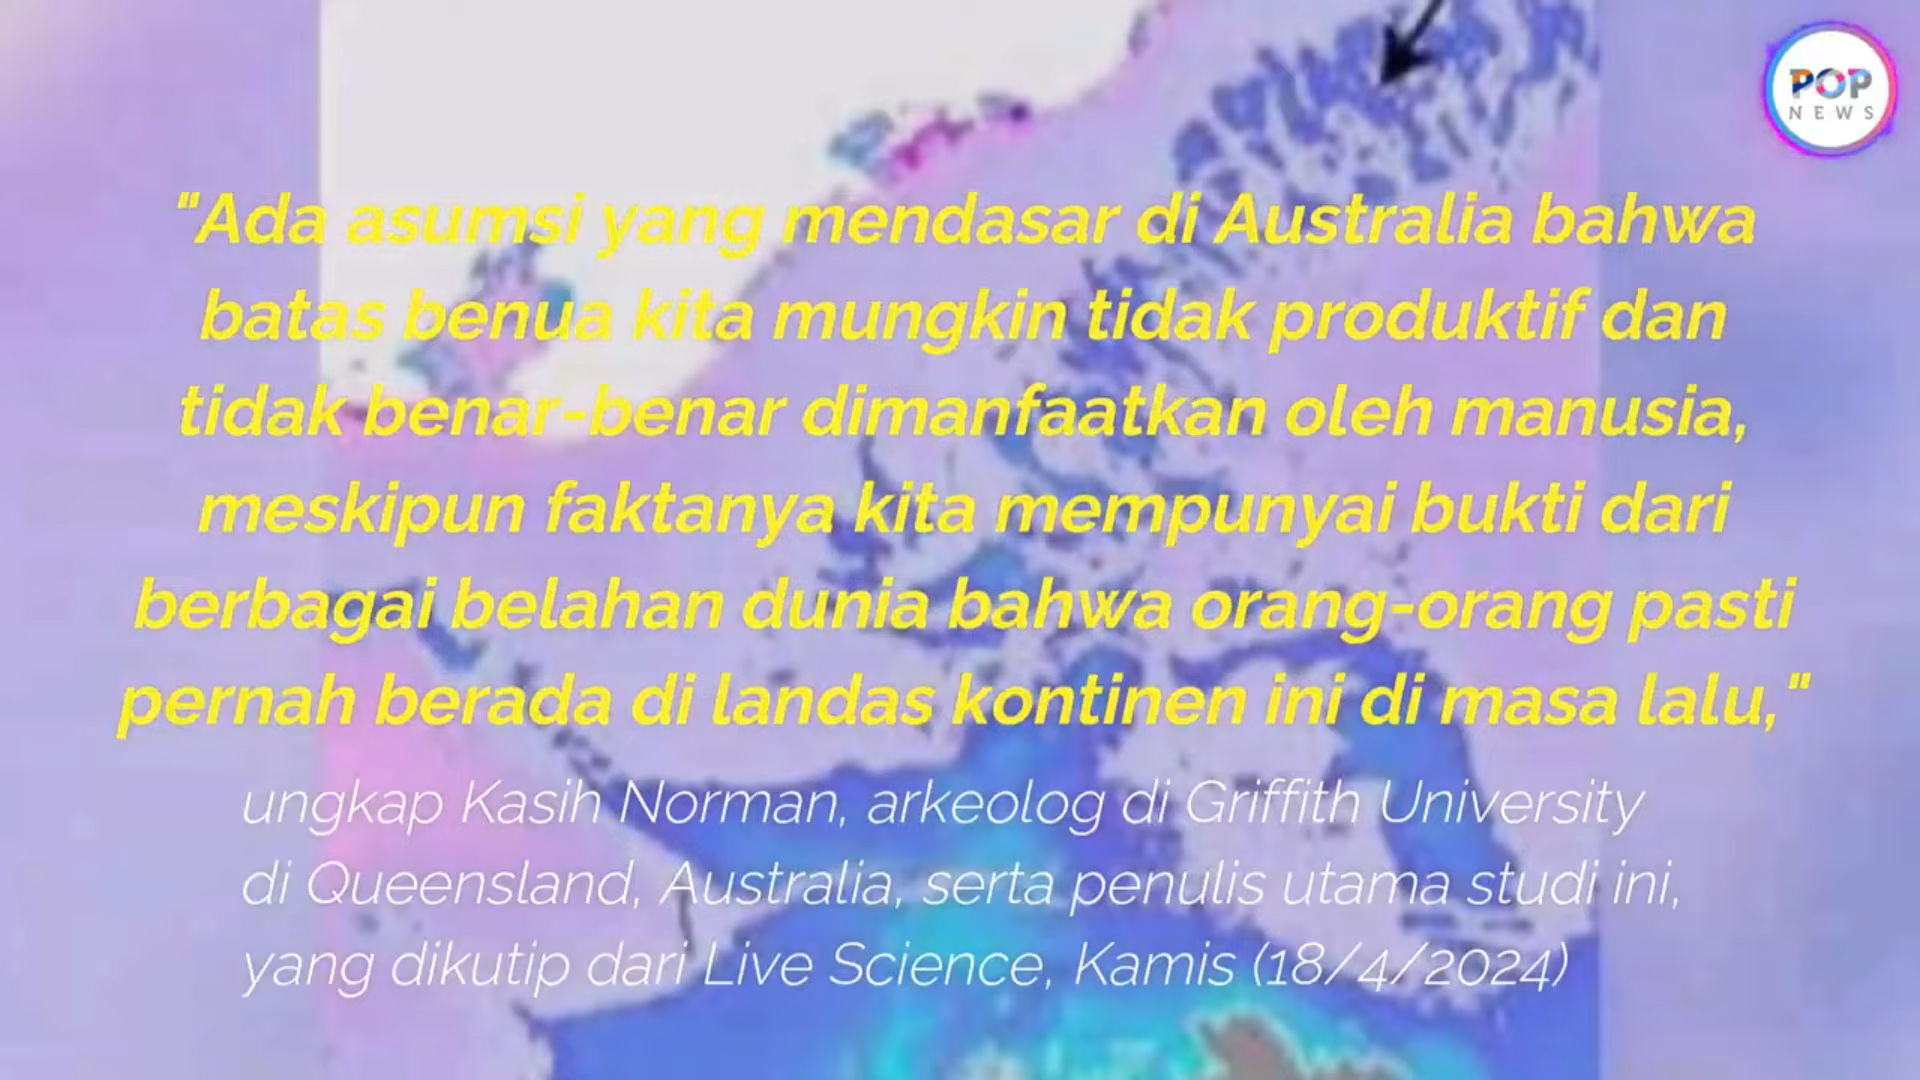 POP
NEWS
"Ada asumsi yang mendasar di Australia bahwa
batas benua kita mungkin tidak produktif dan
tidak benar-benar dimanfaatkan oleh manusia,
meskipun faktanya kita mempunyai bukti dari
berbagai belahan dunia bahwa orang-orang pasti
pernah berada di landas kontinen ini di masa lalu,"
ungkap Kasih Norman, arkeolog di Griffith University
di Queensland, Australia, serta penulis utama studi ini,
yang dikutip dari Live Science, Kamis (18/4/2024)